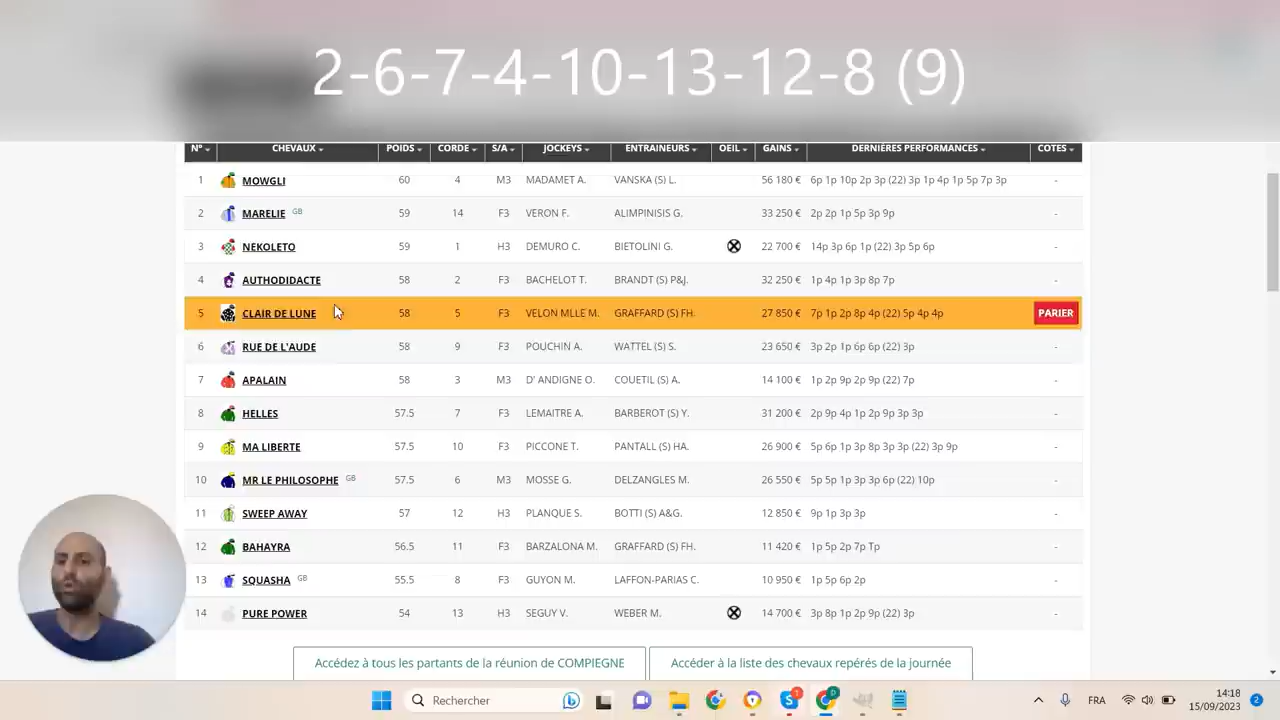 2-6-7-4-10-13-12-8 (9)
N° CHEVAUX POIDS CORDE S/A JOCKEYS ENTRAINEURS OEIL GAINS DERNIÈRES PERFORMANCES COTES
1 MOWGLI 60 4 M3 MADAMET A. VANSKA (S) L. 56 180 € 6p 1p 10p 2p 3p (22) 3p 1p 4p 1p 5p 7p 3p -
2 MARELIE GB 59 14 F3 VERON F. ALIMPINISIS G. 33 250 € 2p 2p 1p 5p 3p 9p -
3 NEKOLETO 59 1 H3 DEMURO C. BIETOLINI G. 22 700 € 14p 3p 6p 1p (22) 3p 5p 6p -
4 AUTHODIDACTE 58 2 F3 BACHELOT T. BRANDT (S) P&J. 32 250 € 1p 4p 1p 3p 8p 7p -
5 CLAIR DE LUNE 58 5 F3 VELON MLLE M. GRAFFARD (S) FH. 27 850 € 7p 1p 2p 8p 4p (22) 5p 4p 4p PARIER
6 RUE DE L'AUDE 58 9 F3 POUCHIN A. WATTEL (S) S. 23 650 € 3p 2p 1p 6p 6p (22) 3p -
7 APALAIN 58 3 M3 D' ANDIGNE O. COUETIL (S) A. 14 100 € 1p 2p 9p 2p 9p (22) 7p -
8 HELLES 57.5 7 F3 LEMAITRE A. BARBEROT (S) Y. 31 200 € 2p 9p 4p 1p 2p 9p 3p 3p -
9 MA LIBERTE 57.5 10 F3 PICCONE T. PANTALL (S) HA. 26 900 € 5p 6p 1p 3p 8p 3p 3p (22) 3p 9p -
10 MR LE PHILOSOPHE GB 57.5 6 M3 MOSSE G. DELZANGLES M. 26 550 € 5p 5p 1p 3p 3p 6p (22) 10p -
11 SWEEP AWAY 57 12 H3 PLANQUE S. BOTTI (S) A&G. 12 850 € 9p 1p 3p 3p -
12 BAHAYRA 56.5 11 F3 BARZALONA M. GRAFFARD (S) FH. 11 420 € 1p 5p 2p 7p Tp -
13 SQUASHA GB 55.5 8 F3 GUYON M. LAFFON-PARIAS C. 10 950 € 1p 5p 6p 2p -
14 PURE POWER 54 13 H3 SEGUY V. WEBER M. 14 700 € 3p 8p 1p 2p 9p (22) 3p -
Accédez à tous les partants de la réunion de COMPIEGNE Accéder à la liste des chevaux repérés de la journée
Rechercher 1 D FRA 14:18
15/09/2023 2